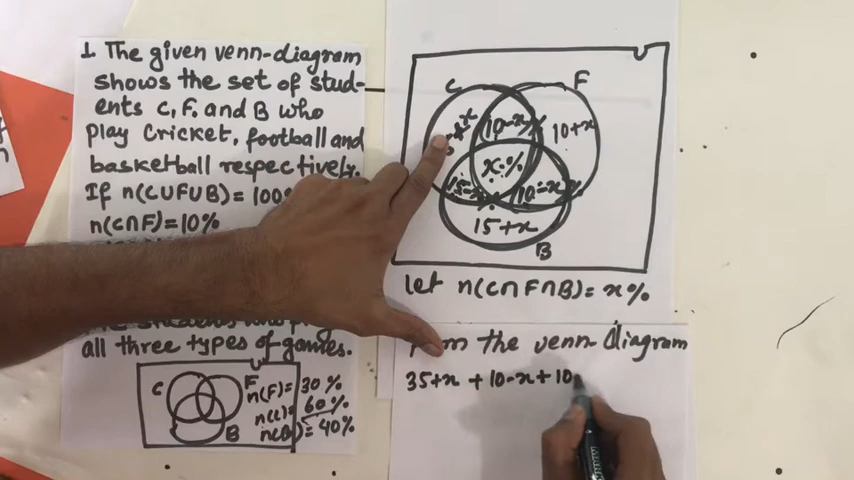 1. The given venn-diagram
shows the set of stud-
ents C, F. and B who
play Cricket, football and
basketball respectively.
If n(C∪F∪B) = 100%
n(C∩F)=10%
all three types of games.
C
F
B
n(F)= 30%
n(C)= 60%
n(B)= 40%
C
F
10-x%
10+x
x%
10-x%
15+x
B
let n(C∩F∩B)= x%
the venn-diagram
35+x + 10-x + 10